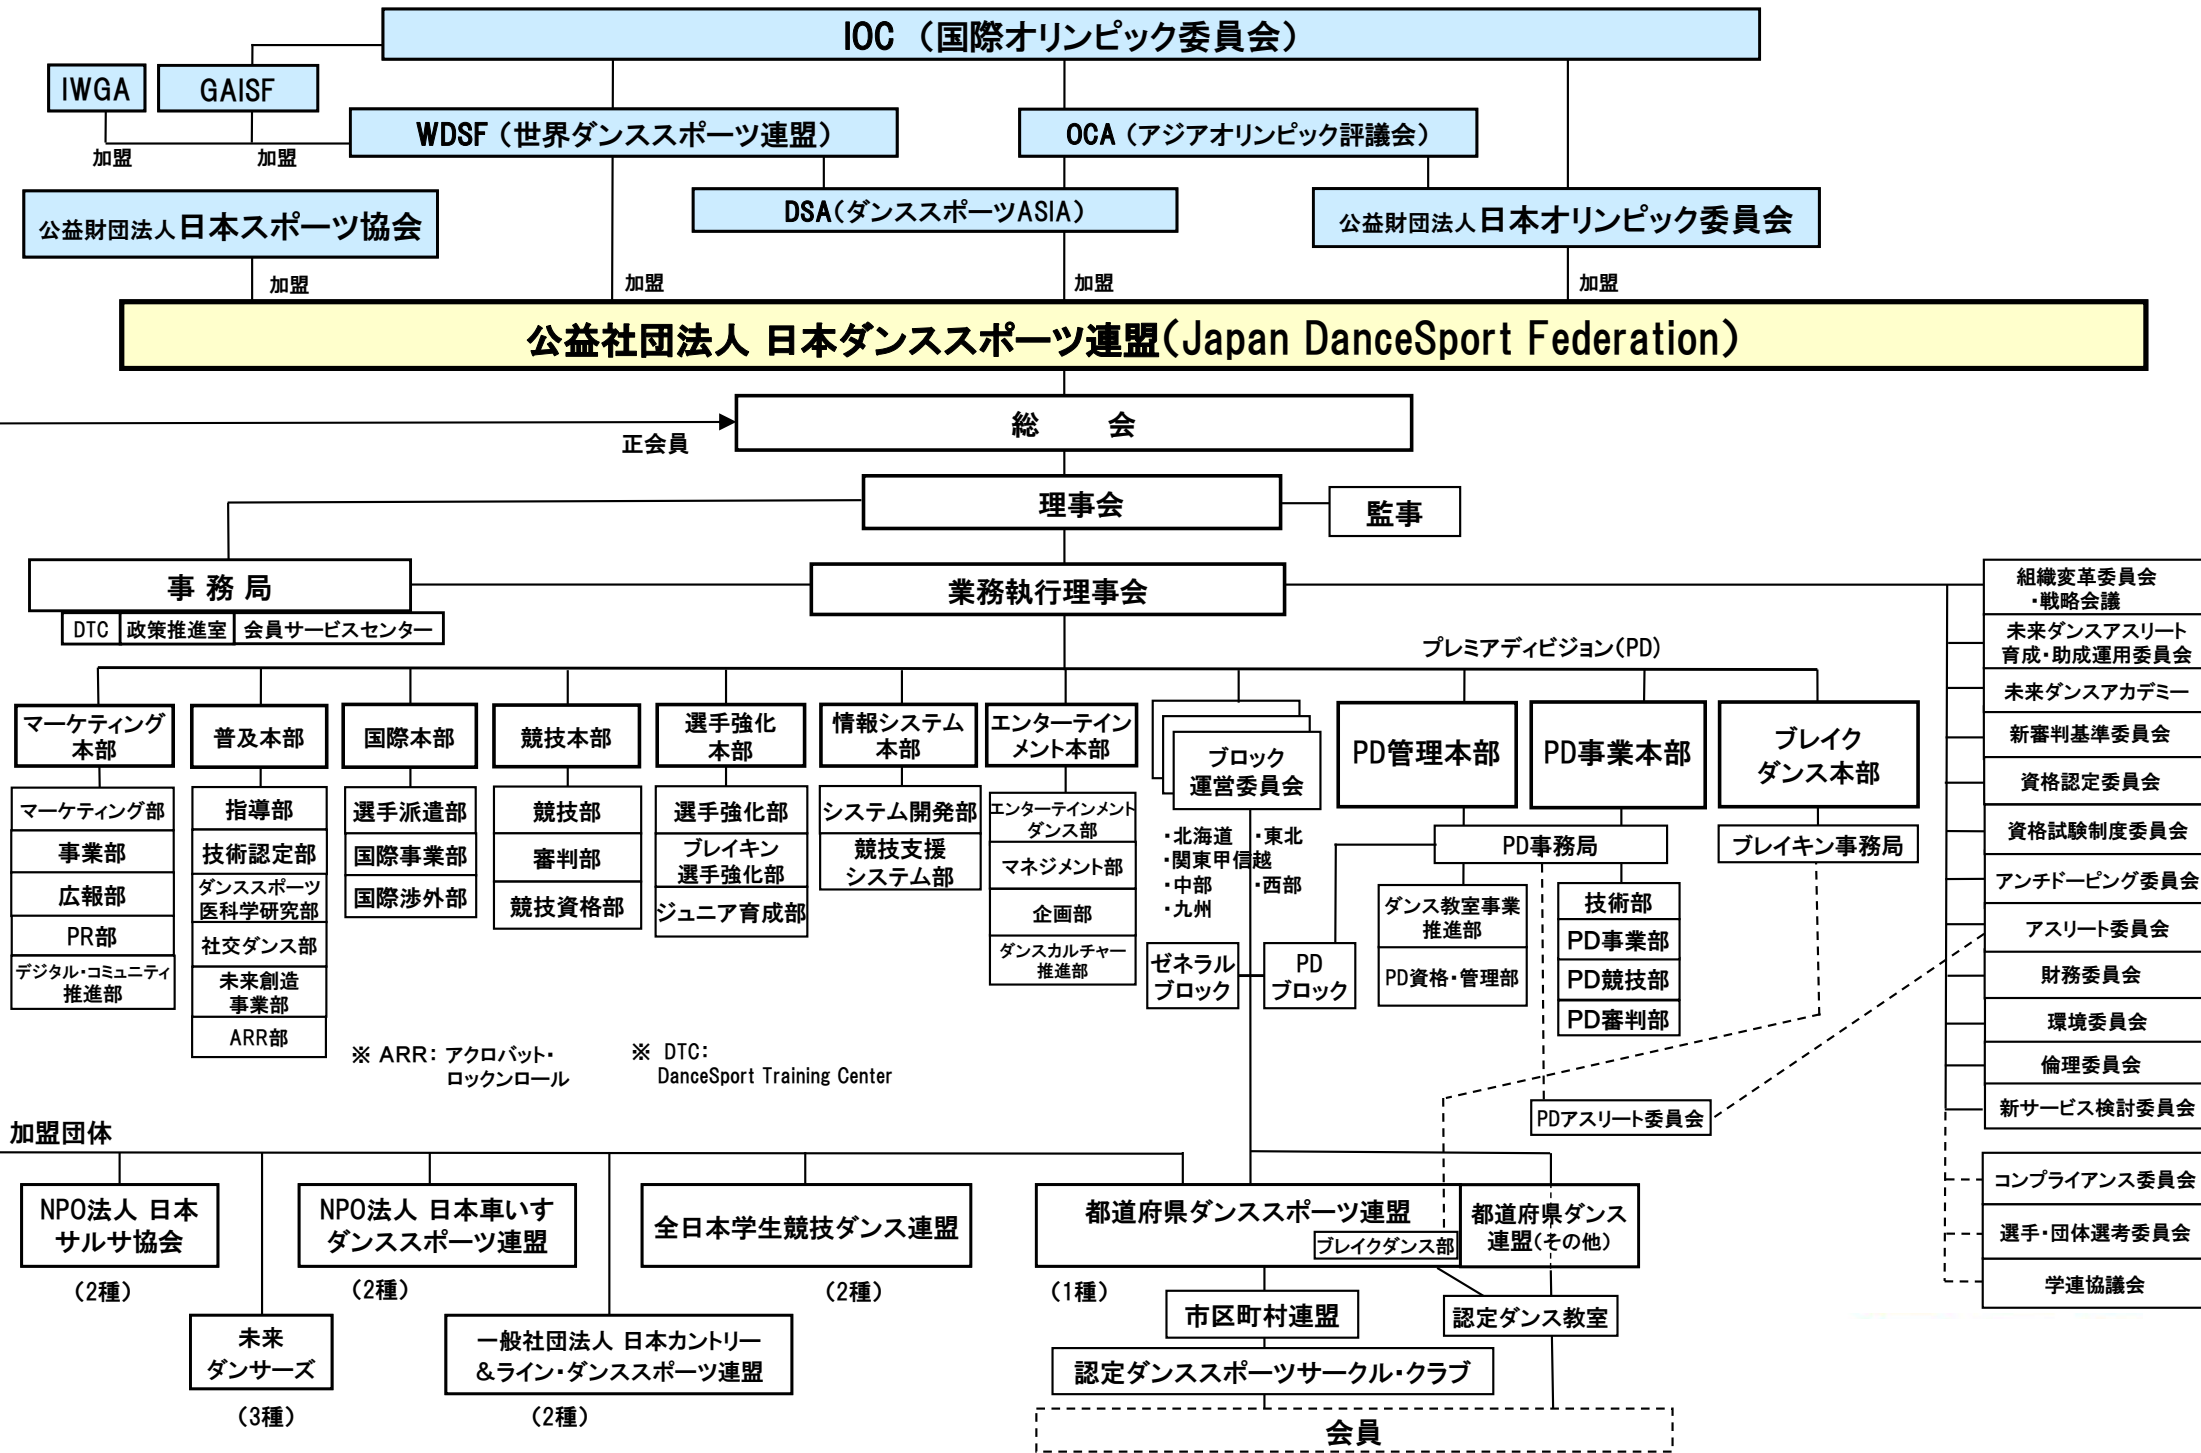 IOC （国際オリンピック委員会）
IWGA
GAISF
WDSF（世界ダンススポーツ連盟）
OCA（アジアオリンピック評議会）
加盟
加盟
DSA（ダンススポーツASIA）
公益財団法人日本スポーツ協会
公益財団法人日本オリンピック委員会
加盟
加盟
加盟
加盟
公益社団法人 日本ダンススポーツ連盟（Japan DanceSport Federation）
総 会
正会員
理事会
監事
事 務 局
業務執行理事会
DTC
政策推進室
会員サービスセンター
プレミアディビジョン（PD）
マーケティング
本部
マーケティング部
事業部
広報部
PR部
デジタル・コミュニティ
推進部
普及本部
指導部
技術認定部
ダンススポーツ
医科学研究部
社交ダンス部
未来創造
事業部
ARR部
国際本部
選手派遣部
国際事業部
国際渉外部
競技本部
競技部
審判部
競技資格部
選手強化
本部
選手強化部
ブレイキン
選手強化部
ジュニア育成部
情報システム
本部
システム開発部
競技支援
システム部
エンターテイン
メント本部
エンターテインメント
ダンス部
マネジメント部
企画部
ダンスカルチャー
推進部
ブロック
運営委員会
・北海道 ・東北
・関東甲信越
・中部 ・西部
・九州
ゼネラル
ブロック
PD
ブロック
PD管理本部
PD事業本部
PD事務局
ダンス教室事業
推進部
PD資格・管理部
技術部
PD事業部
PD競技部
PD審判部
ブレイク
ダンス本部
ブレイキン事務局
PDアスリート委員会
組織変革委員会
・戦略会議
未来ダンスアスリート
育成・助成運用委員会
未来ダンスアカデミー
新審判基準委員会
資格認定委員会
資格試験制度委員会
アンチドーピング委員会
アスリート委員会
財務委員会
環境委員会
倫理委員会
新サービス検討委員会
コンプライアンス委員会
選手・団体選考委員会
学連協議会
※ ARR： アクロバット・
ロックンロール
※ DTC：
DanceSport Training Center
加盟団体
NPO法人 日本
サルサ協会
（2種）
未来
ダンサーズ
（3種）
NPO法人 日本車いす
ダンススポーツ連盟
（2種）
一般社団法人 日本カントリー
＆ライン・ダンススポーツ連盟
（2種）
全日本学生競技ダンス連盟
（2種）
都道府県ダンススポーツ連盟
ブレイクダンス部
（1種）
都道府県ダンス
連盟（その他）
市区町村連盟
認定ダンス教室
認定ダンススポーツサークル・クラブ
会員